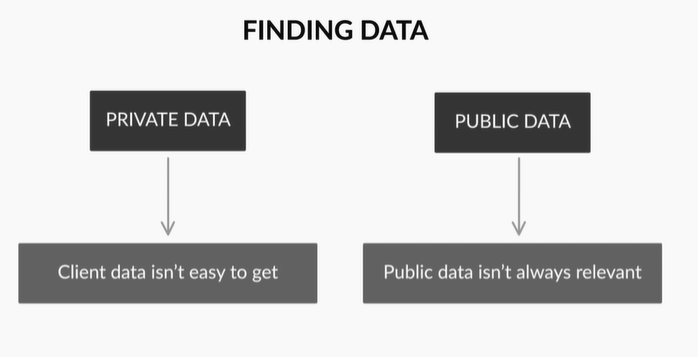 FINDING DATA
PRIVATE DATA
PUBLIC DATA
Client data isn't easy to get
Public data isn't always relevant